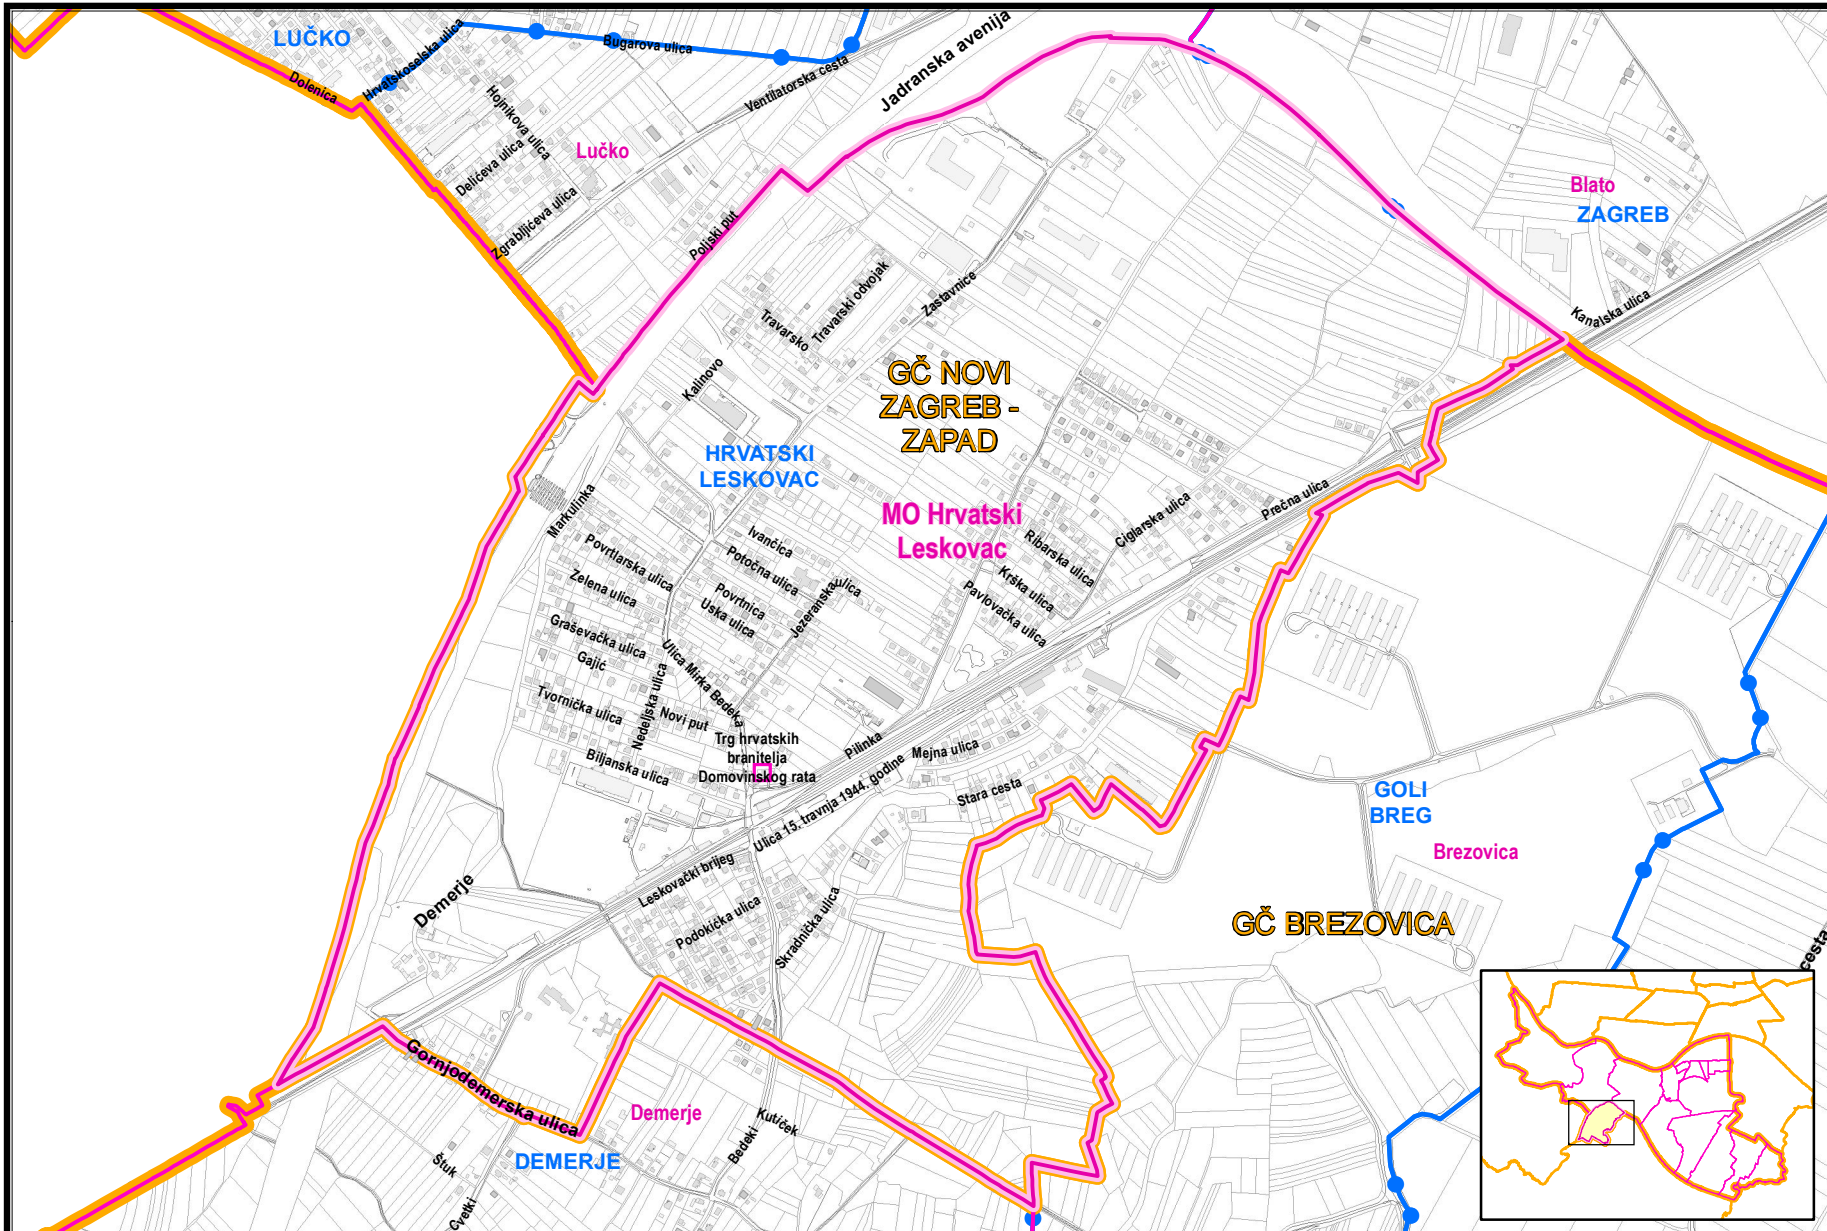 LUČKO
Hrvatskoselska ulica
Bugarova ulica
Jadranska avenija
Ventilatorska cesta
Dolenica
Hojnikova ulica
Delićeva ulica
Lučko
Zgrabljićeva ulica
Poljski put
Blato
ZAGREB
Kanalska ulica
Travarski odvojak
Travarsko
Zastavnice
Kalinovo
GČ NOVI
ZAGREB -
ZAPAD
HRVATSKI
LESKOVAC
MO Hrvatski
Leskovac
Markulinka
Prečna ulica
Ciglarska ulica
Ribarska ulica
Krška ulica
Pavlovačka ulica
Ivančica
Potočna ulica
Povrtlarska ulica
Zelena ulica
Povrtnica
Uska ulica
Jezeranska ulica
Graševačka ulica
Gajić
Ulica Mirka Bedeka
Nedeljska ulica
Tvornička ulica
Novi put
Trg hrvatskih
branitelja
Domovinskog rata
Biljanska ulica
Pilinka
Mejna ulica
Stara cesta
Ulica 15. travnja 1944. godine
GOLI
BREG
Brezovica
Leskovački brijeg
Demerje
Podokićka ulica
Skradnička ulica
GČ BREZOVICA
cesta
Gornjodemerska ulica
Demerje
Kutiček
Bedeki
DEMERJE
Štuk
Cvetki